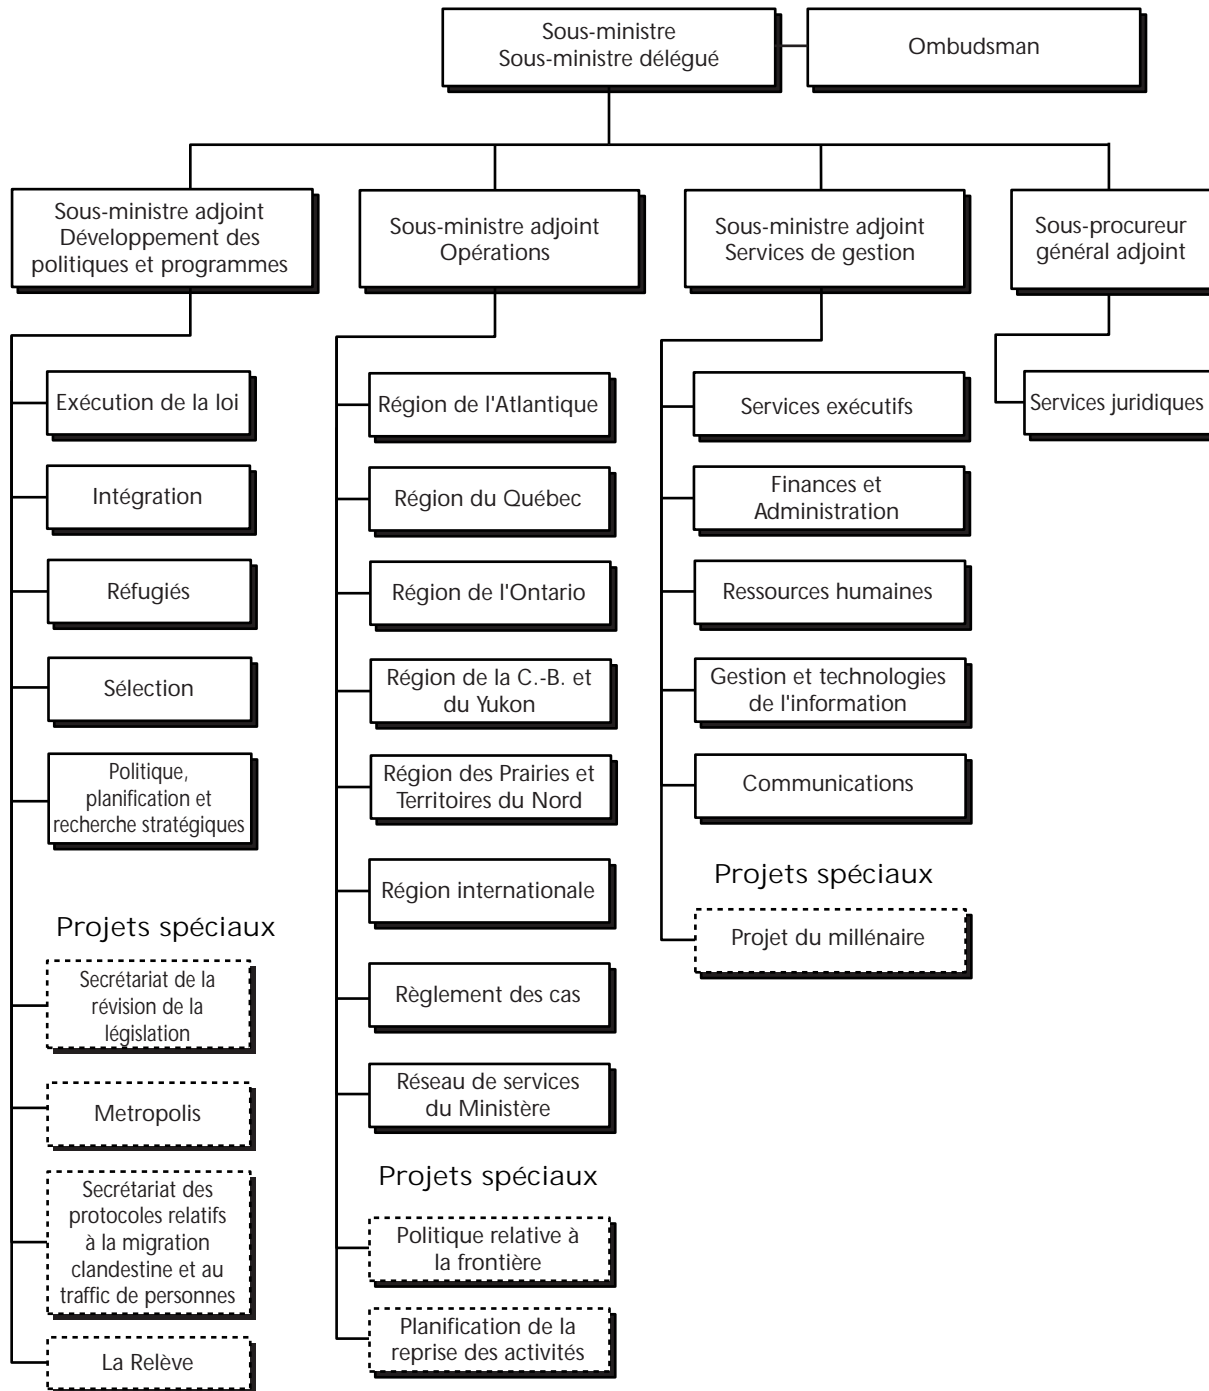 Sous-ministre
Sous-ministre délégué
Ombudsman
Sous-ministre adjoint
Développement des
politiques et programmes
Sous-ministre adjoint
Opérations
Sous-ministre adjoint
Services de gestion
Sous-procureur
général adjoint
Exécution de la loi
Intégration
Réfugiés
Sélection
Politique,
planification et
recherche stratégiques
Projets spéciaux
Secrétariat de la
révision de la
législation
Metropolis
Secrétariat des
protocoles relatifs
à la migration
clandestine et au
traffic de personnes
La Relève
Région de l'Atlantique
Région du Québec
Région de l'Ontario
Région de la C.-B. et
du Yukon
Région des Prairies et
Territoires du Nord
Région internationale
Règlement des cas
Réseau de services
du Ministère
Projets spéciaux
Politique relative à
la frontière
Planification de la
reprise des activités
Services exécutifs
Finances et
Administration
Ressources humaines
Gestion et technologies
de l'information
Communications
Projets spéciaux
Projet du millénaire
Services juridiques